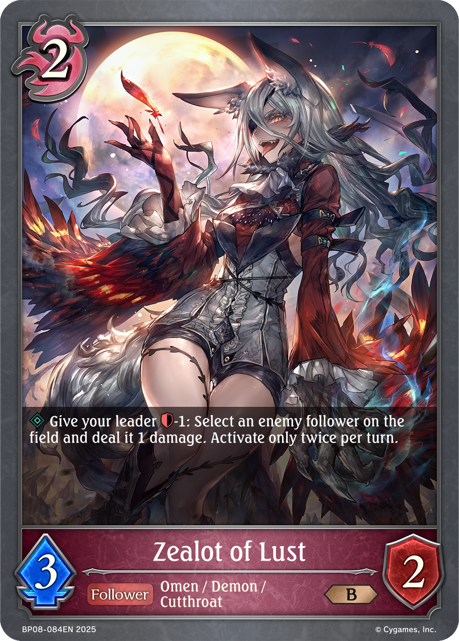 2
Give your leader -1: Select an enemy follower on the
field and deal it 1 damage. Activate only twice per turn.
Zealot of Lust
3
Follower
Omen / Demon /
Cutthroat
B
2
BP08-084EN 2025
© Cygames, Inc.